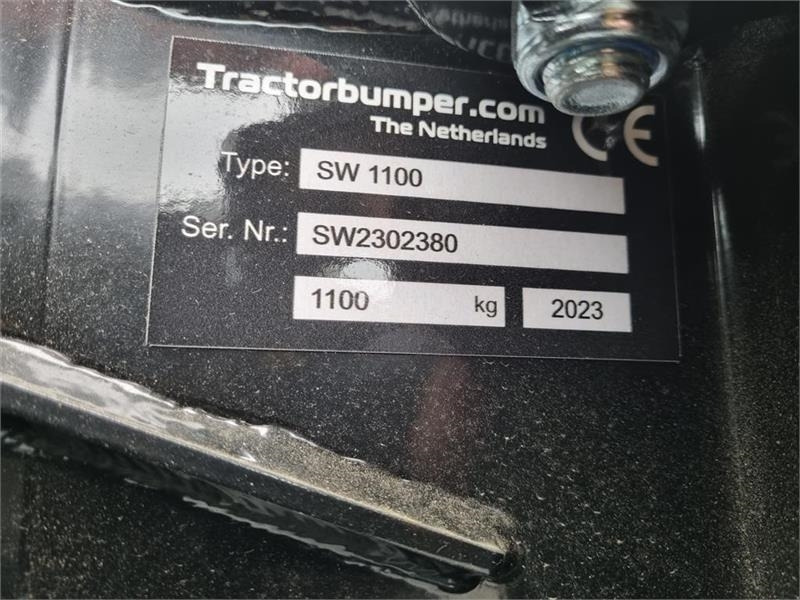 Tractorbumper.com
The Netherlands
CE
Type: SW 1100
Ser. Nr.: SW2302380
1100 kg 2023